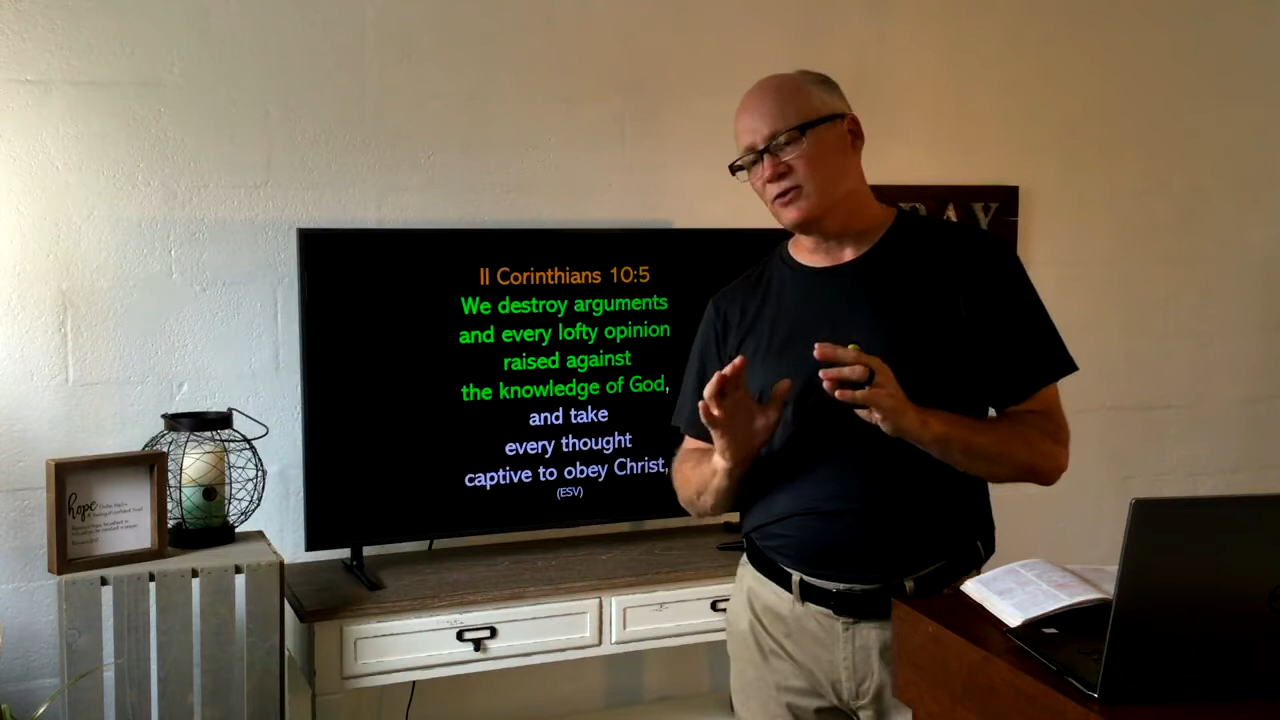 II Corinthians 10:5
We destroy arguments
and every lofty opinion
raised against
the knowledge of God,
and take
every thought
captive to obey Christ,
(ESV)
RAY
hope